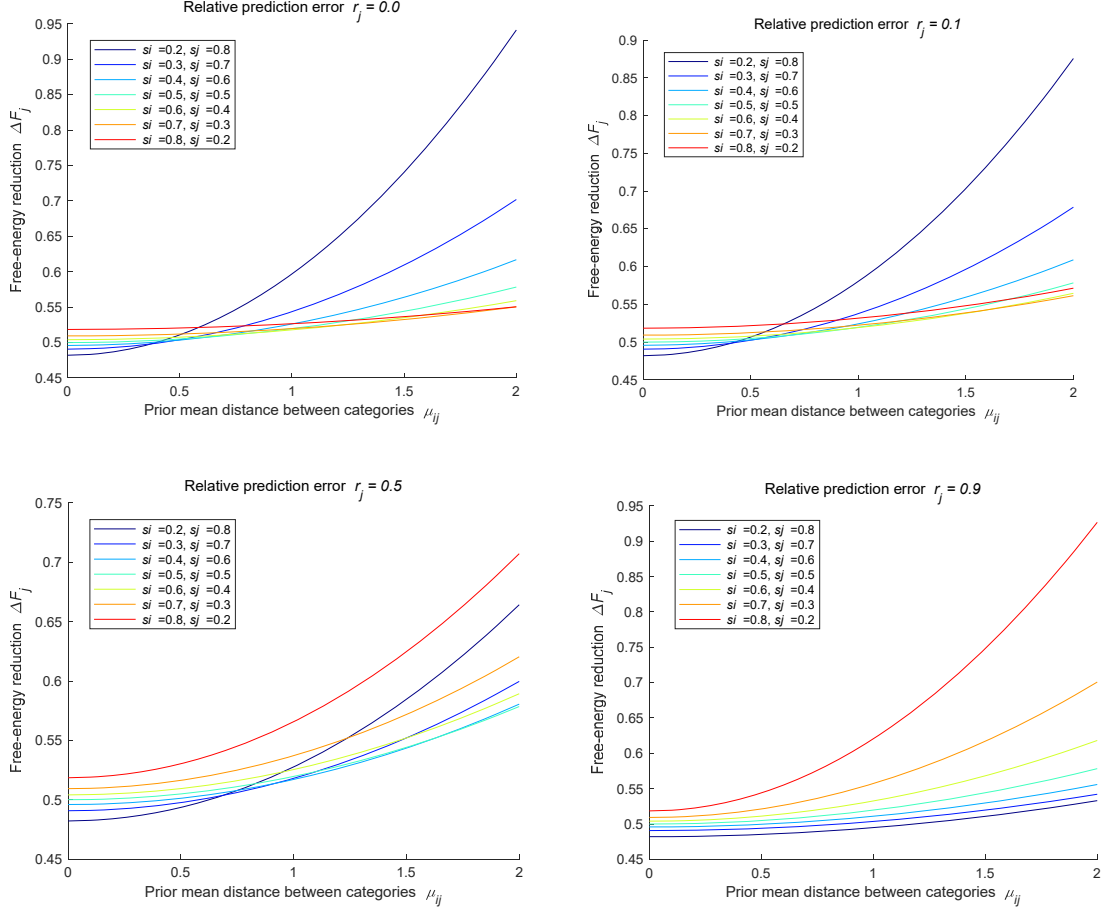 Relative prediction error r_j = 0.0
Free-energy reduction ΔF_j
0.95
0.9
0.85
0.8
0.75
0.7
0.65
0.6
0.55
0.5
0.45
si =0.2, sj =0.8
si =0.3, sj =0.7
si =0.4, sj =0.6
si =0.5, sj =0.5
si =0.6, sj =0.4
si =0.7, sj =0.3
si =0.8, sj =0.2
0 0.5 1 1.5 2
Prior mean distance between categories μ_ij
Relative prediction error r_j = 0.1
Free-energy reduction ΔF_j
0.9
0.85
0.8
0.75
0.7
0.65
0.6
0.55
0.5
0.45
si =0.2, sj =0.8
si =0.3, sj =0.7
si =0.4, sj =0.6
si =0.5, sj =0.5
si =0.6, sj =0.4
si =0.7, sj =0.3
si =0.8, sj =0.2
0 0.5 1 1.5 2
Prior mean distance between categories μ_ij
Relative prediction error r_j = 0.5
Free-energy reduction ΔF_j
0.75
0.7
0.65
0.6
0.55
0.5
0.45
si =0.2, sj =0.8
si =0.3, sj =0.7
si =0.4, sj =0.6
si =0.5, sj =0.5
si =0.6, sj =0.4
si =0.7, sj =0.3
si =0.8, sj =0.2
0 0.5 1 1.5 2
Prior mean distance between categories μ_ij
Relative prediction error r_j = 0.9
Free-energy reduction ΔF_j
0.95
0.9
0.85
0.8
0.75
0.7
0.65
0.6
0.55
0.5
0.45
si =0.2, sj =0.8
si =0.3, sj =0.7
si =0.4, sj =0.6
si =0.5, sj =0.5
si =0.6, sj =0.4
si =0.7, sj =0.3
si =0.8, sj =0.2
0 0.5 1 1.5 2
Prior mean distance between categories μ_ij